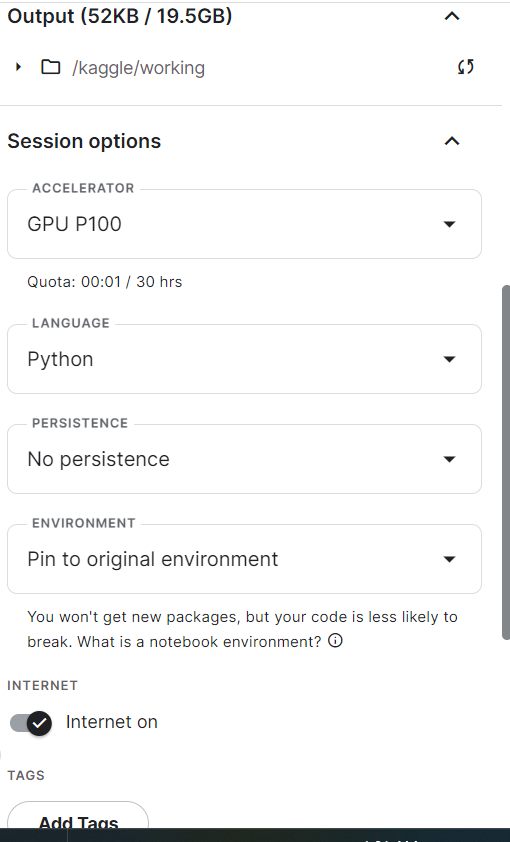 Output (52KB / 19.5GB)
/kaggle/working
Session options
ACCELERATOR
GPU P100
Quota: 00:01 / 30 hrs
LANGUAGE
Python
PERSISTENCE
No persistence
ENVIRONMENT
Pin to original environment
You won't get new packages, but your code is less likely to
break. What is a notebook environment?
INTERNET
Internet on
TAGS
Add Tags